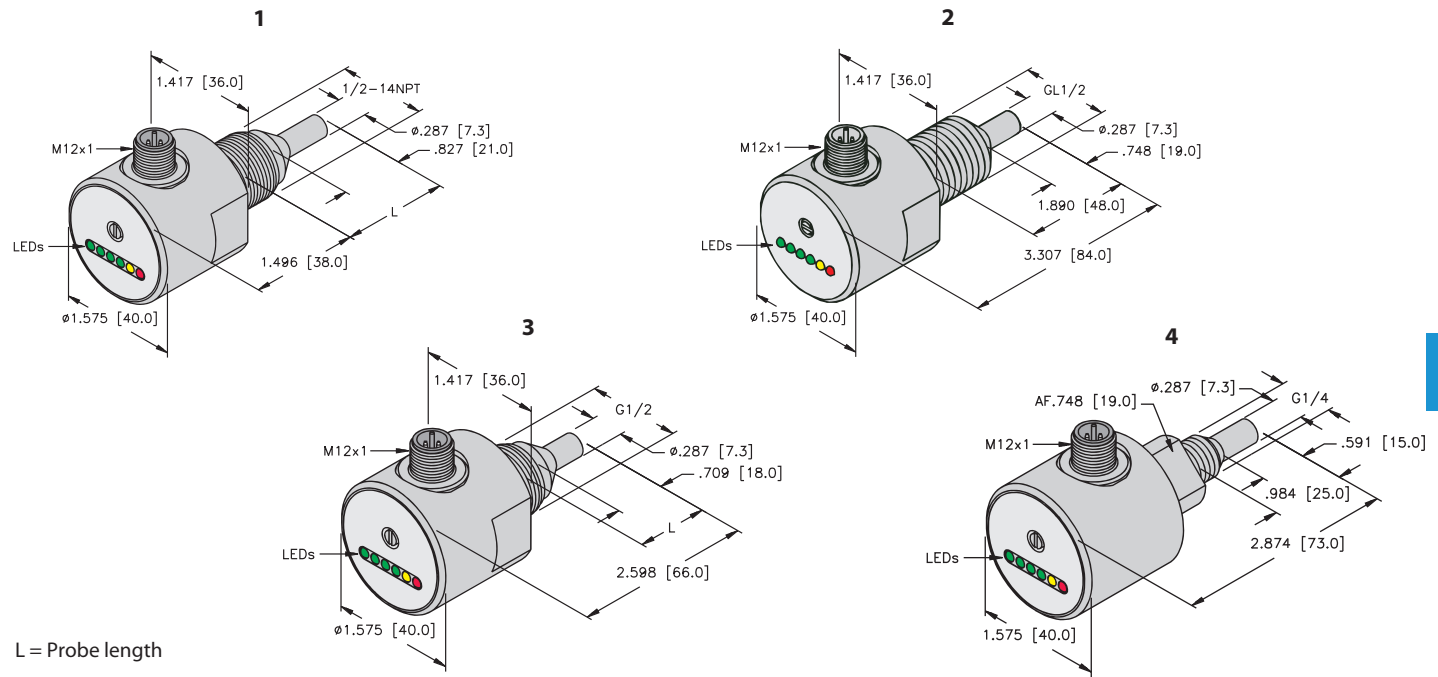 1
1.417 [36.0]
1/2-14NPT
ø.287 [7.3]
.827 [21.0]
M12x1
L
LEDs
1.496 [38.0]
ø1.575 [40.0]
2
1.417 [36.0]
GL1/2
ø.287 [7.3]
.748 [19.0]
M12x1
1.890 [48.0]
LEDs
3.307 [84.0]
ø1.575 [40.0]
3
1.417 [36.0]
G1/2
M12x1
ø.287 [7.3]
.709 [18.0]
L
LEDs
2.598 [66.0]
ø1.575 [40.0]
4
ø.287 [7.3]
AF.748 [19.0]
G1/4
M12x1
.591 [15.0]
.984 [25.0]
2.874 [73.0]
LEDs
1.575 [40.0]
L = Probe length